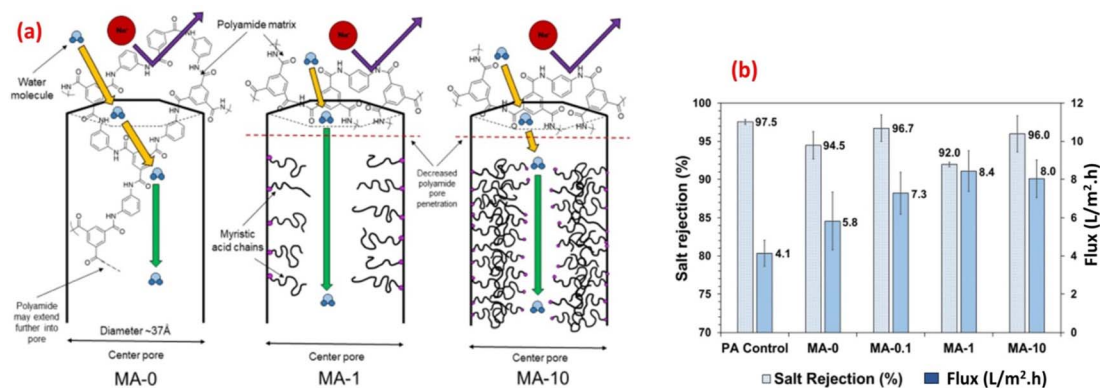 (a)
Water
molecule
Na⁺
Polyamide matrix
Na⁺
Na⁺
Decreased
polyamide
pore
penetration
Myristic
acid chains
Polyamide
may extend
further into
pore
Diameter ~37Å
Center pore
MA-0
Center pore
MA-1
Center pore
MA-10
(b)
Salt rejection (%)
100
95
90
85
80
75
70
97.5
4.1
94.5
5.8
96.7
7.3
92.0
8.4
96.0
8.0
12
10
8
6
4
2
0
Flux (L/m².h)
PA Control
MA-0
MA-0.1
MA-1
MA-10
Salt Rejection (%)
Flux (L/m².h)